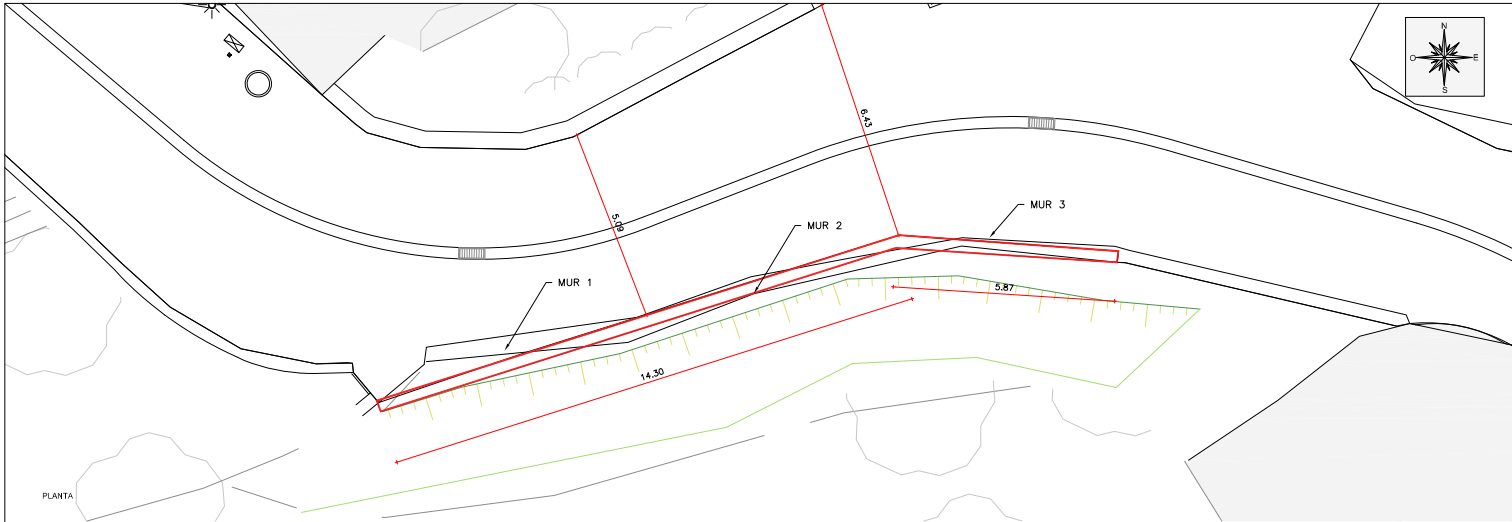 N
O E
S
6.43
5.09
MUR 3
MUR 2
MUR 1
5.87
14.30
PLANTA